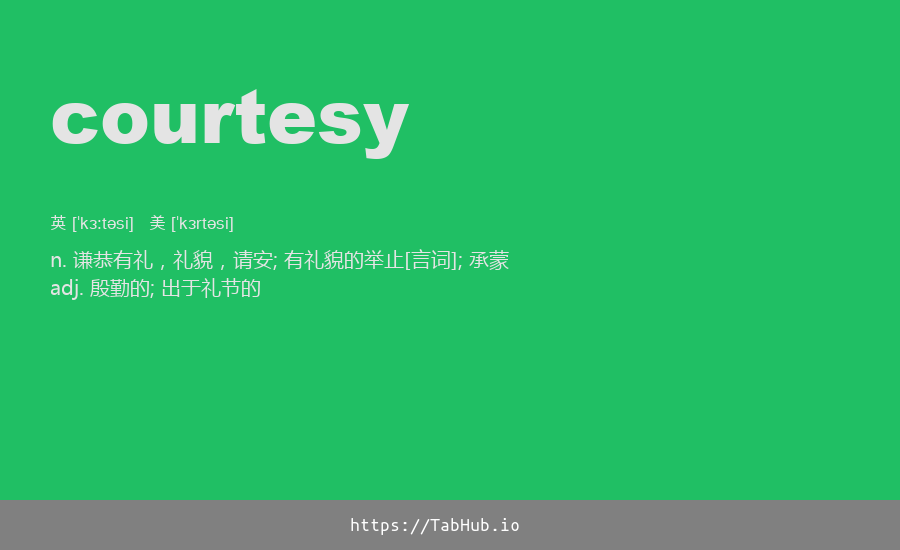 courtesy
英 [ˈkɜːtəsi] 美 [ˈkɜrtəsi]
n. 谦恭有礼，礼貌，请安; 有礼貌的举止[言词]; 承蒙
adj. 殷勤的; 出于礼节的
https://TabHub.io